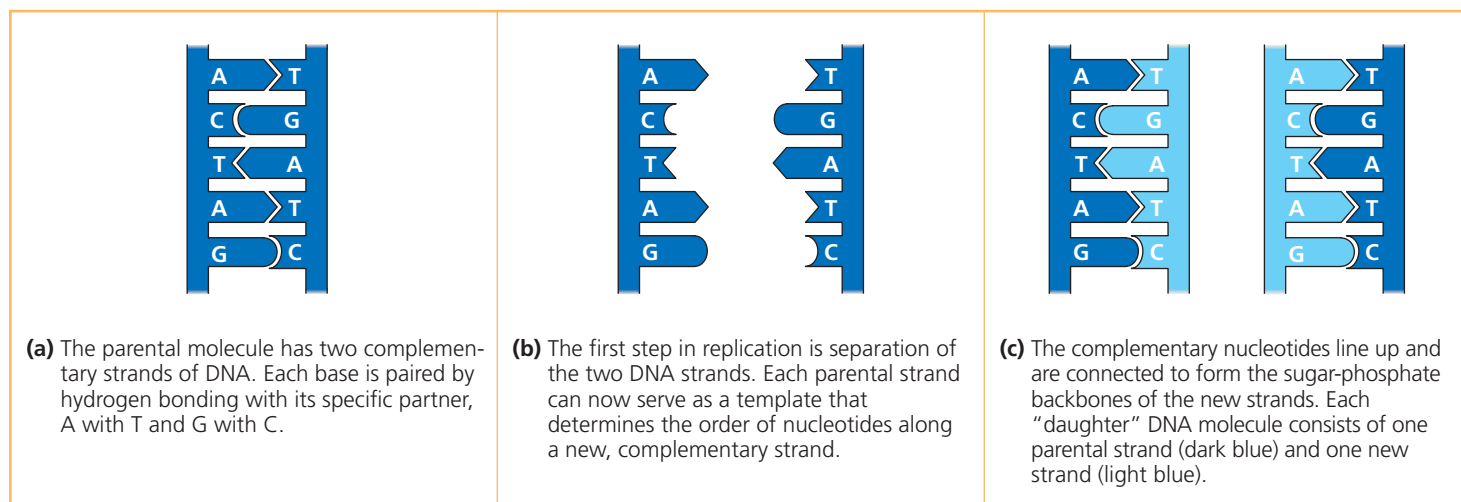 A T
C G
T A
A T
G C
(a) The parental molecule has two complemen-
tary strands of DNA. Each base is paired by
hydrogen bonding with its specific partner,
A with T and G with C.
A T
C G
T A
A T
G C
(b) The first step in replication is separation of
the two DNA strands. Each parental strand
can now serve as a template that
determines the order of nucleotides along
a new, complementary strand.
A T A T
C G C G
T A T A
A T A T
G C G C
(c) The complementary nucleotides line up and
are connected to form the sugar-phosphate
backbones of the new strands. Each
“daughter” DNA molecule consists of one
parental strand (dark blue) and one new
strand (light blue).